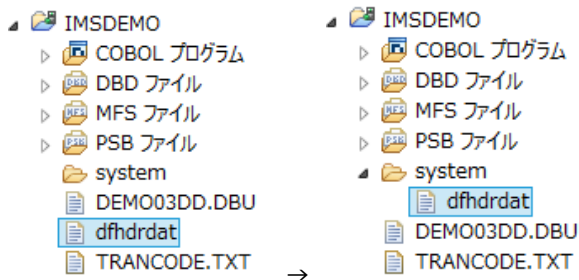 IMSDEMO
COBOL プログラム
DBD ファイル
MFS ファイル
PSB ファイル
system
DEMO03DD.DBU
dfhdrdat
TRANCODE.TXT
→
IMSDEMO
COBOL プログラム
DBD ファイル
MFS ファイル
PSB ファイル
system
dfhdrdat
DEMO03DD.DBU
TRANCODE.TXT